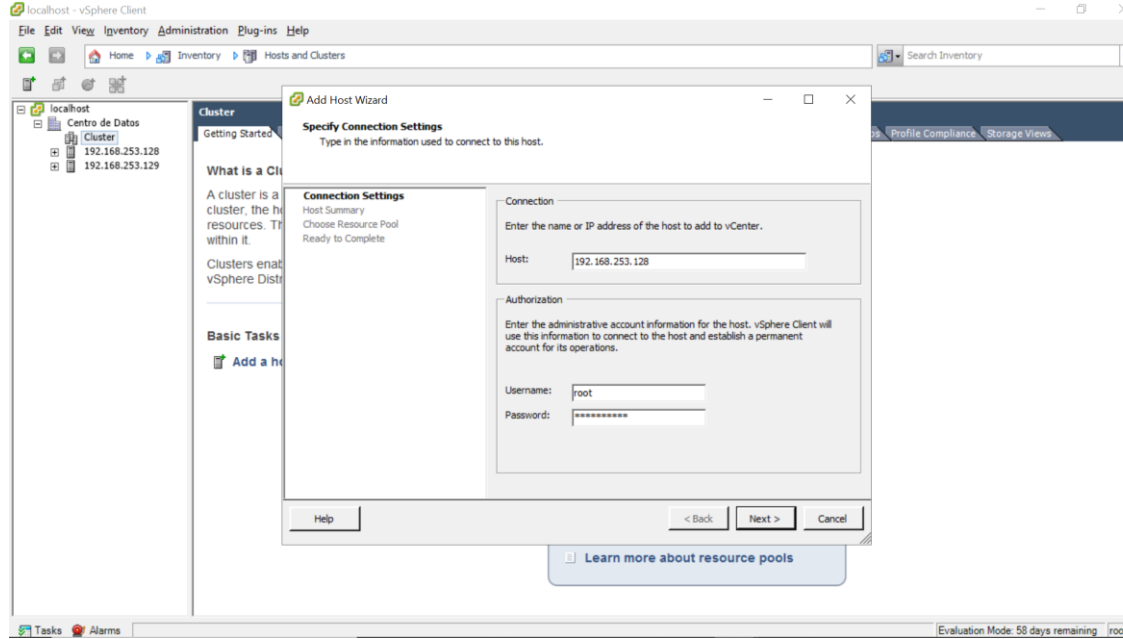 localhost - vSphere Client
File Edit View Inventory Administration Plug-ins Help
Home Inventory Hosts and Clusters
Search Inventory
localhost
Centro de Datos
Cluster
192.168.253.128
192.168.253.129
Cluster
Getting Started
Profile Compliance Storage Views
What is a
A cluster is a
cluster, the
resources.
within it.
Clusters
vSphere
Basic Tasks
Add a
Add Host Wizard
Specify Connection Settings
Type in the information used to connect to this host.
Connection Settings
Host Summary
Choose Resource Pool
Ready to Complete
Connection
Enter the name or IP address of the host to add to vCenter.
Host: 192.168.253.128
Authorization
Enter the administrative account information for the host. vSphere Client will
use this information to connect to the host and establish a permanent
account for its operations.
Username: root
Password: **********
Help
< Back Next > Cancel
Learn more about resource pools
Tasks Alarms
Evaluation Mode: 58 days remaining